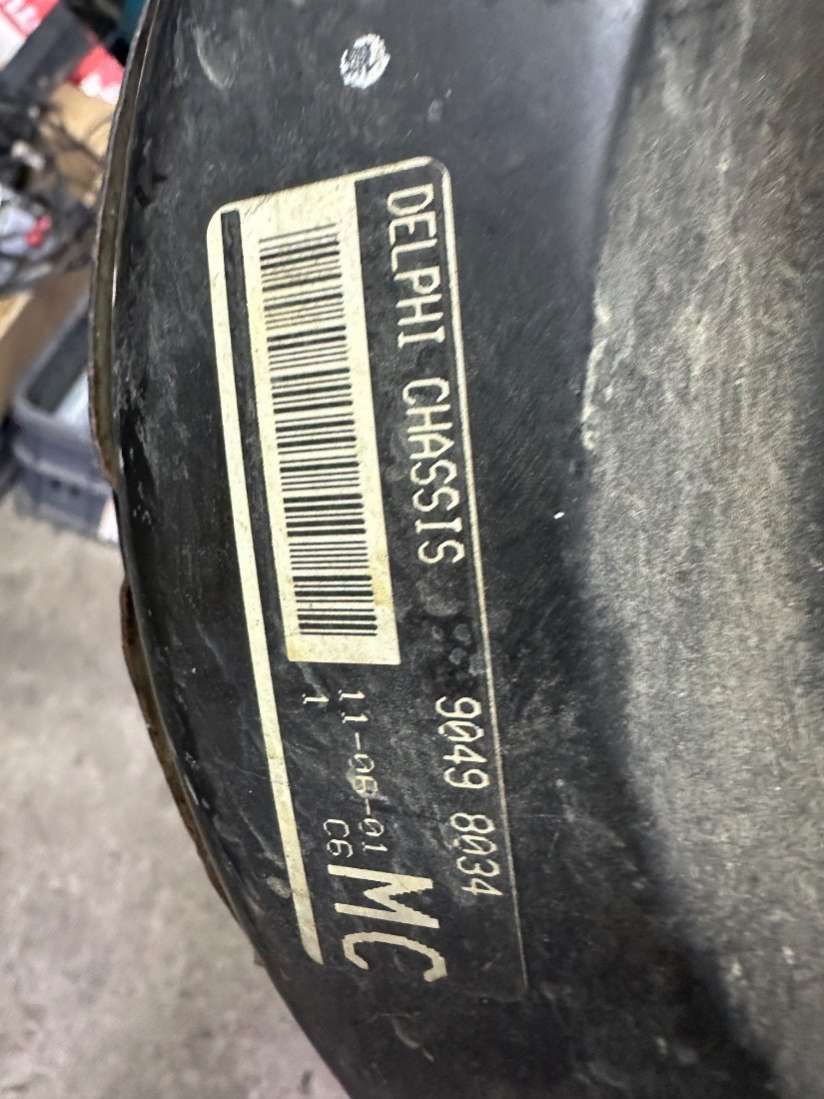 DELPHI CHASSIS 9049 8034
11-06-01
1 C6
MC